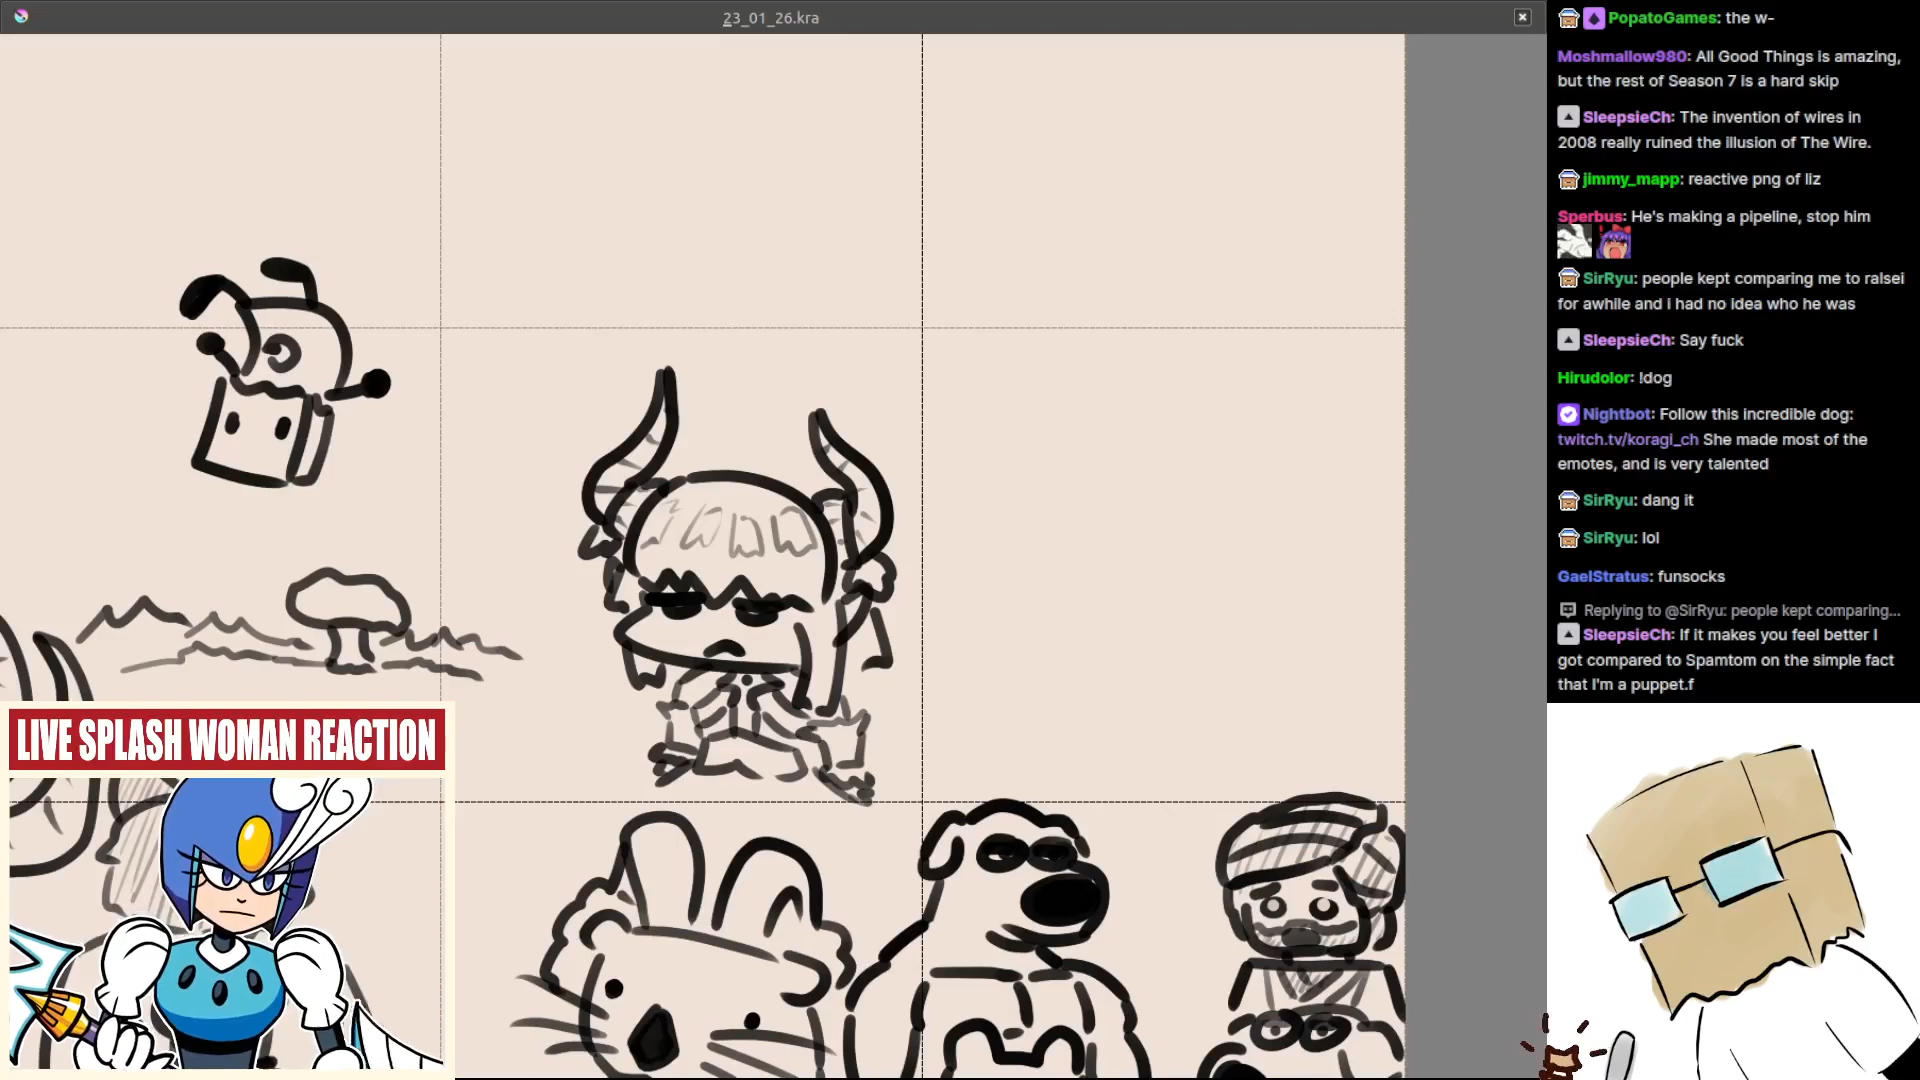 23_01_26.kra
PopatoGames: the w-
Moshmallow980: All Good Things is amazing,
but the rest of Season 7 is a hard skip
SleepsieCh: The invention of wires in
2008 really ruined the illusion of The Wire.
jimmy_mapp: reactive png of liz
Sperbus: He's making a pipeline, stop him
SirRyu: people kept comparing me to ralsei
for awhile and i had no idea who he was
SleepsieCh: Say fuck
Hirudolor: !dog
Nightbot: Follow this incredible dog:
twitch.tv/koragi_ch She made most of the
emotes, and is very talented
SirRyu: dang it
SirRyu: lol
GaelStratus: funsocks
Replying to @SirRyu: people kept comparing...
SleepsieCh: If it makes you feel better I
got compared to Spamtom on the simple fact
that I'm a puppet.f
LIVE SPLASH WOMAN REACTION